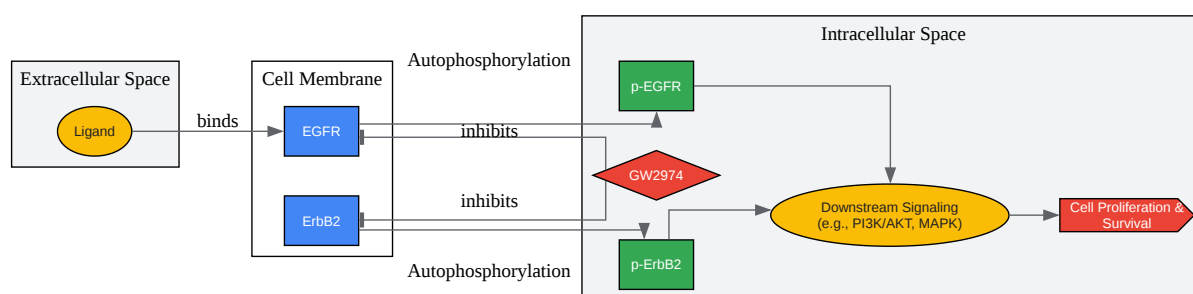 Extracellular Space
Ligand
binds
Cell Membrane
EGFR
ErbB2
Autophosphorylation
inhibits
inhibits
Autophosphorylation
Intracellular Space
p-EGFR
GW2974
p-ErbB2
Downstream Signaling
(e.g., PI3K/AKT, MAPK)
Cell Proliferation &
Survival